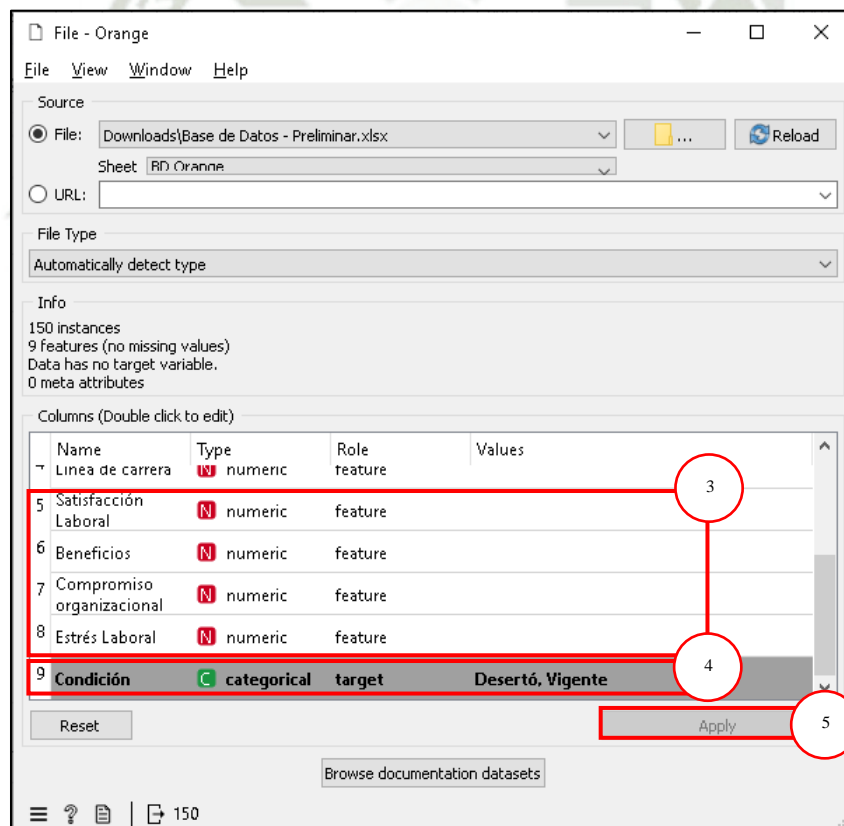 File - Orange
File View Window Help
Source
File: Downloads\Base de Datos - Preliminar.xlsx ... Reload
Sheet BD Orange
URL:
File Type
Automatically detect type
Info
150 instances
9 features (no missing values)
Data has no target variable.
0 meta attributes
Columns (Double click to edit)
Name Type Role Values
4 Línea de carrera N numeric feature
3
5 Satisfacción
Laboral N numeric feature
6 Beneficios N numeric feature
7 Compromiso
organizacional N numeric feature
8 Estrés Laboral N numeric feature
4
9 Condición C categorical target Desertó, Vigente
Reset Apply 5
Browse documentation datasets
? 150